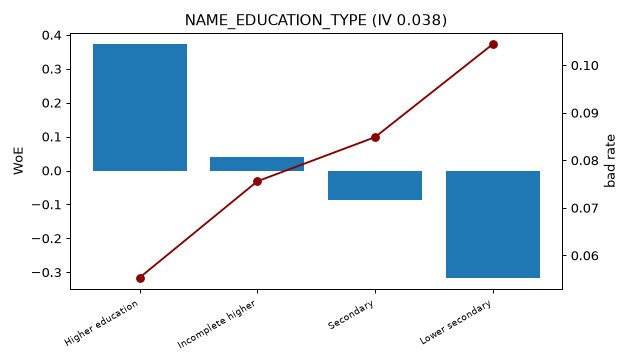 NAME_EDUCATION_TYPE (IV 0.038)
WoE
0.4
0.3
0.2
0.1
0.0
−0.1
−0.2
−0.3
bad rate
0.10
0.09
0.08
0.07
0.06
Higher education
Incomplete higher
Secondary
Lower secondary